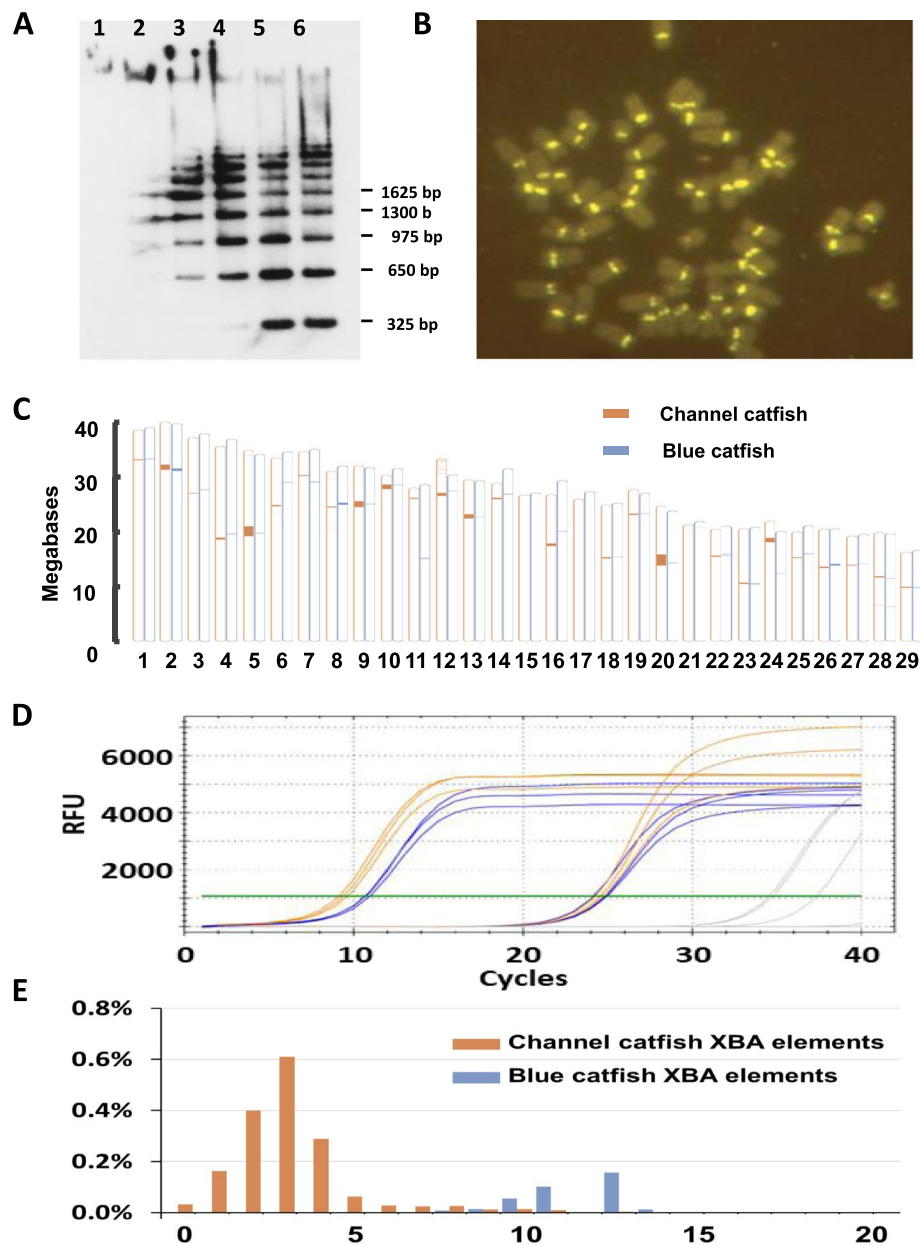 A
1 2 3 4 5 6
1625 bp
1300 b
975 bp
650 bp
325 bp
B
C
Channel catfish
Blue catfish
Megabases
40
30
20
10
0
1 2 3 4 5 6 7 8 9 10 11 12 13 14 15 16 17 18 19 20 21 22 23 24 25 26 27 28 29
D
RFU
6000
4000
2000
0 10 20 30 40
Cycles
E
0.8%
0.6%
0.4%
0.2%
0.0%
Channel catfish XBA elements
Blue catfish XBA elements
0 5 10 15 20